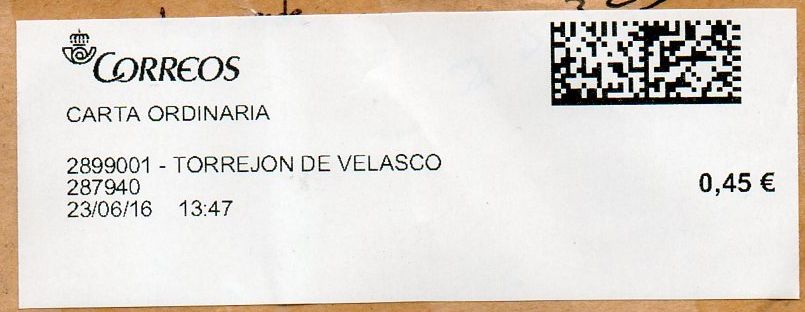 CORREOS
CARTA ORDINARIA
2899001 - TORREJON DE VELASCO
287940
0,45 €
23/06/16 13:47